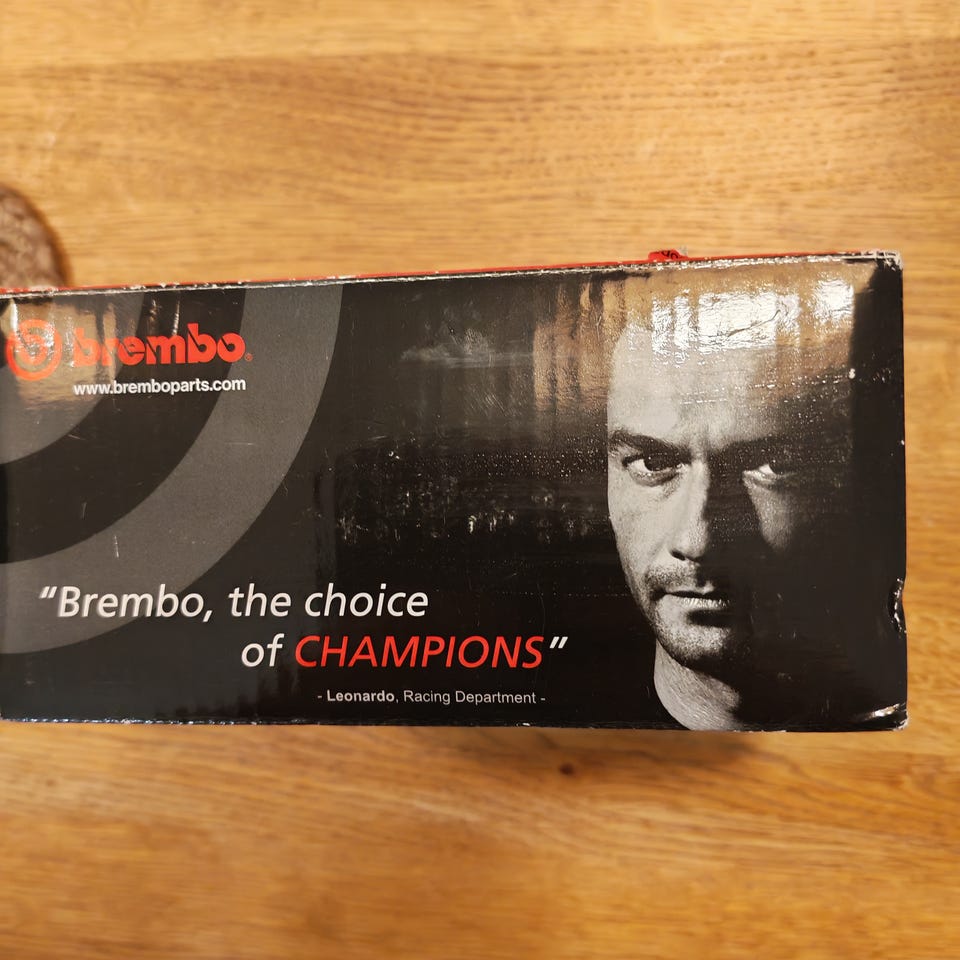 brembo®
www.bremboparts.com
“Brembo, the choice
of CHAMPIONS”
- Leonardo, Racing Department -